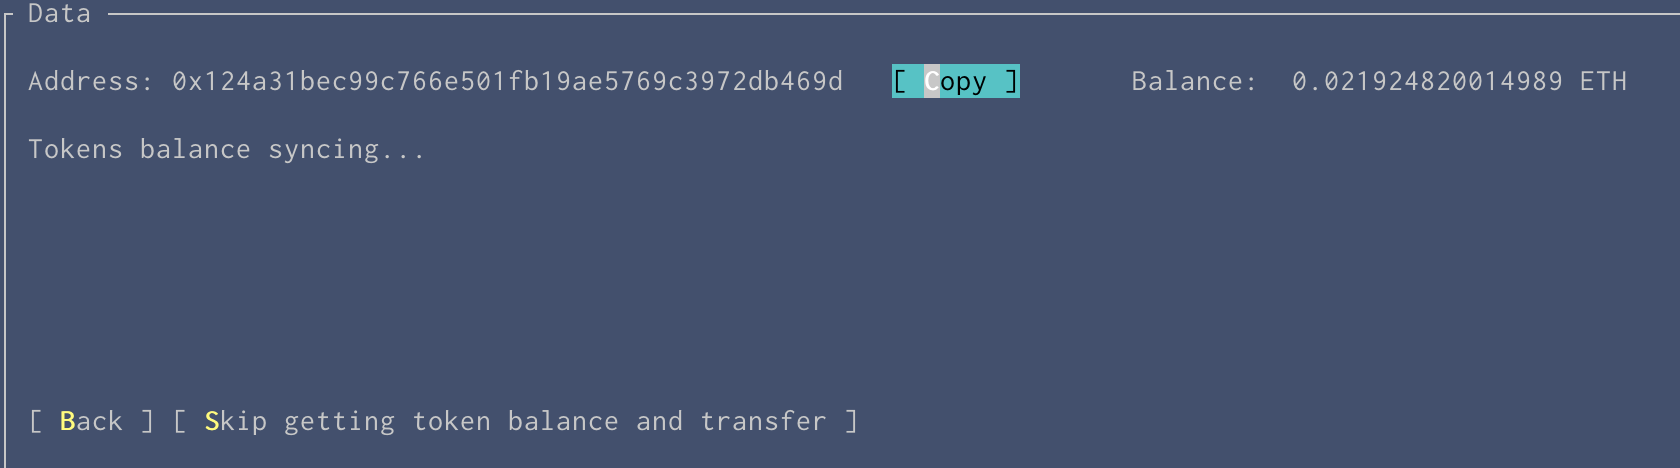 Data
Address: 0x124a31bec99c766e501fb19ae5769c3972db469d [ Copy ] Balance: 0.021924820014989 ETH
Tokens balance syncing...
[ Back ] [ Skip getting token balance and transfer ]